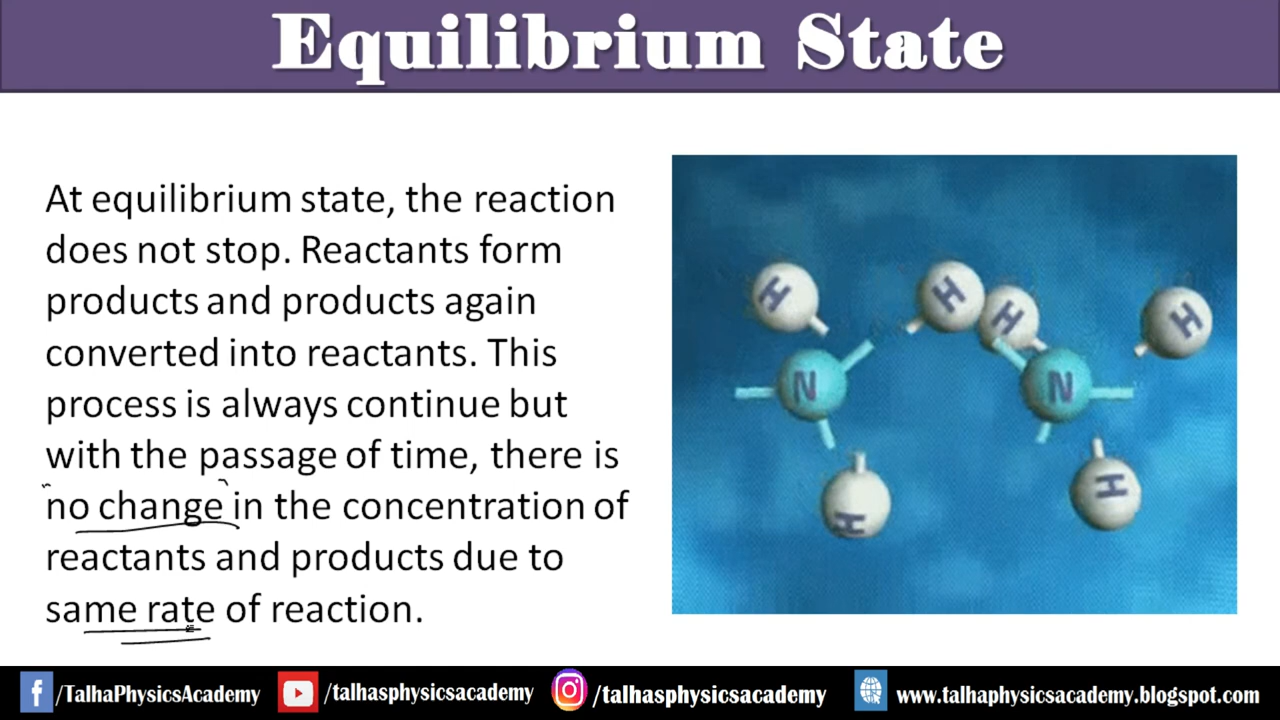 Equilibrium State
At equilibrium state, the reaction
does not stop. Reactants form
products and products again
converted into reactants. This
process is always continue but
with the passage of time, there is
no change in the concentration of
reactants and products due to
same rate of reaction.
H
H
H
H
N
N
H
H
/TalhaPhysicsAcademy
/talhasphysicsacademy
/talhasphysicsacademy
www.talhaphysicsacademy.blogspot.com